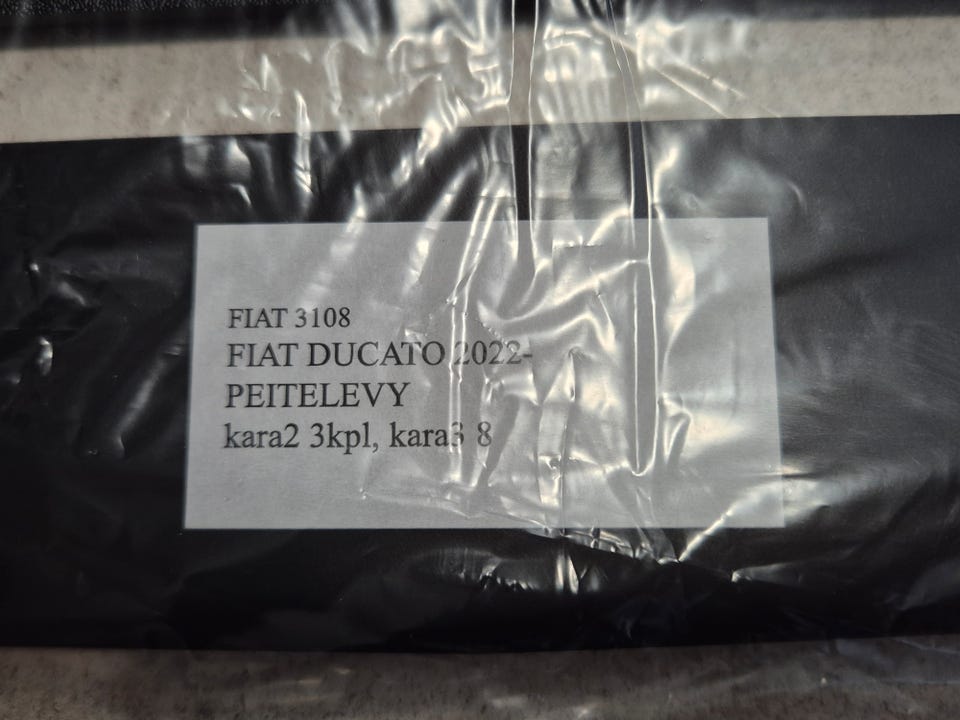 FIAT 3108
FIAT DUCATO 2022-
PEITELEVY
kara2 3kpl, kara3 8